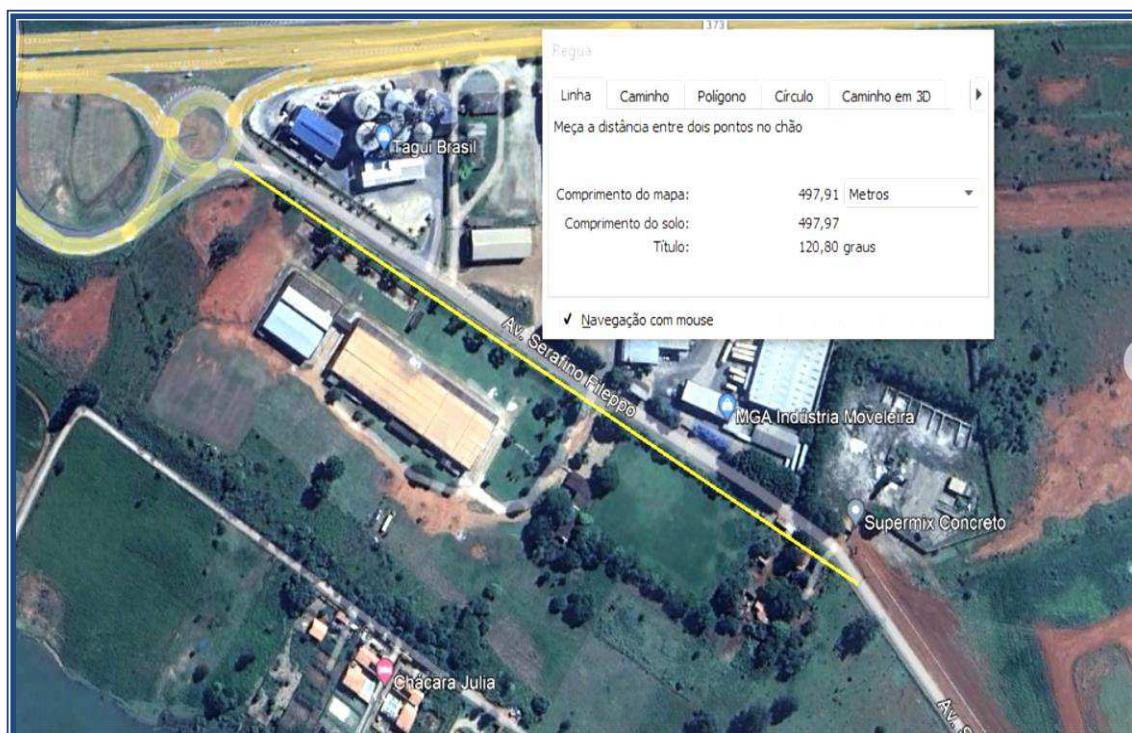 373
Regua
Linha Caminho Polígono Círculo Caminho em 3D
Meça a distância entre dois pontos no chão
Comprimento do mapa: 497,91 Metros
Comprimento do solo: 497,97
Título: 120,80 graus
✓ Navegação com mouse
Tagui Brasil
Av. Serafino Fileppo
MGA Indústria Moveleira
Supermix Concreto
Chácara Julia
Av. S